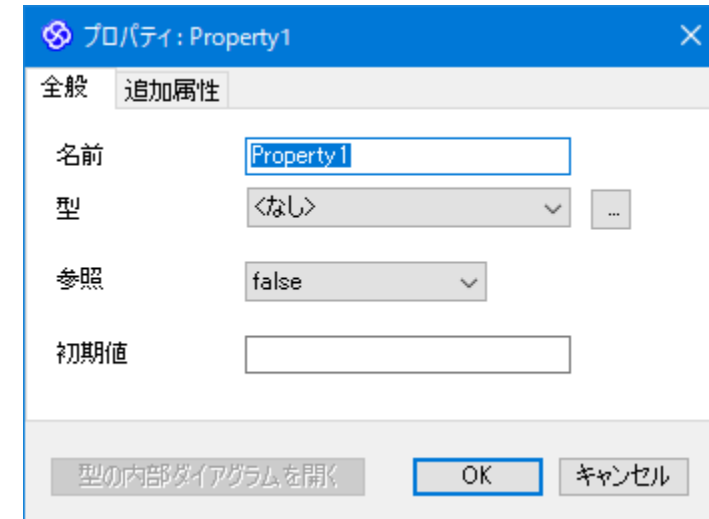 プロパティ: Property1
全般 追加属性
名前 Property1
型 <なし> ...
参照 false
初期値
型の内部ダイアグラムを開く OK キャンセル